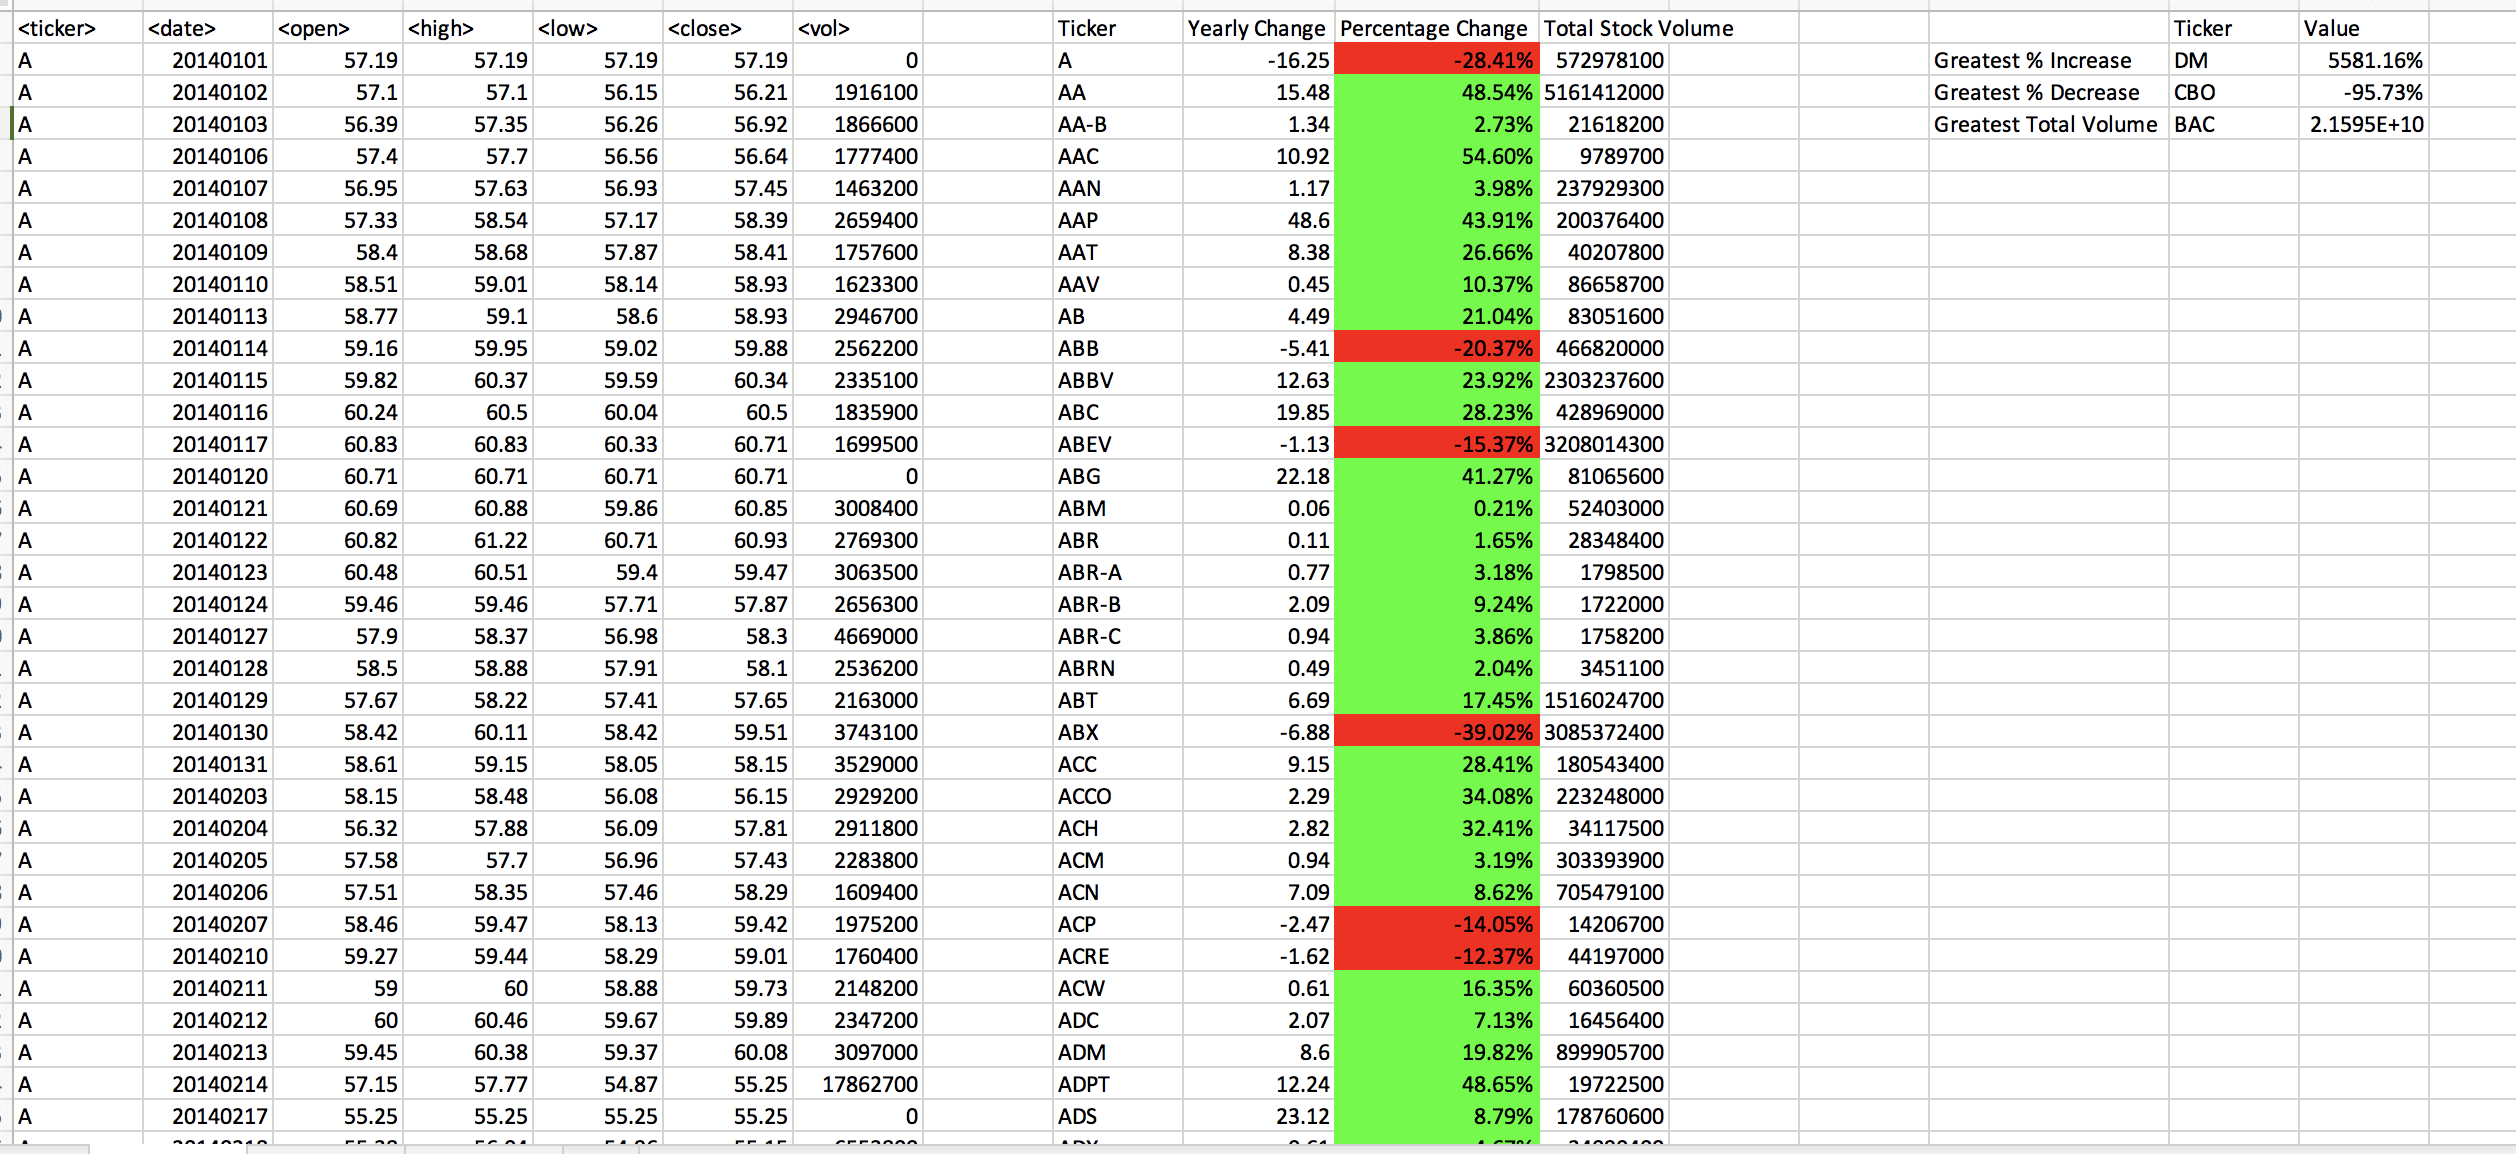 <ticker> <date> <open> <high> <low> <close> <vol> Ticker Yearly Change Percentage Change Total Stock Volume Ticker Value
A 20140101 57.19 57.19 57.19 57.19 0 A -16.25 -28.41% 572978100 Greatest % Increase DM 5581.16%
A 20140102 57.1 57.1 56.15 56.21 1916100 AA 15.48 48.54% 5161412000 Greatest % Decrease CBO -95.73%
A 20140103 56.39 57.35 56.26 56.92 1866600 AA-B 1.34 2.73% 21618200 Greatest Total Volume BAC 2.1595E+10
A 20140106 57.4 57.7 56.56 56.64 1777400 AAC 10.92 54.60% 9789700
A 20140107 56.95 57.63 56.93 57.45 1463200 AAN 1.17 3.98% 237929300
A 20140108 57.33 58.54 57.17 58.39 2659400 AAP 48.6 43.91% 200376400
A 20140109 58.4 58.68 57.87 58.41 1757600 AAT 8.38 26.66% 40207800
A 20140110 58.51 59.01 58.14 58.93 1623300 AAV 0.45 10.37% 86658700
A 20140113 58.77 59.1 58.6 58.93 2946700 AB 4.49 21.04% 83051600
A 20140114 59.16 59.95 59.02 59.88 2562200 ABB -5.41 -20.37% 466820000
A 20140115 59.82 60.37 59.59 60.34 2335100 ABBV 12.63 23.92% 2303237600
A 20140116 60.24 60.5 60.04 60.5 1835900 ABC 19.85 28.23% 428969000
A 20140117 60.83 60.83 60.33 60.71 1699500 ABEV -1.13 -15.37% 3208014300
A 20140120 60.71 60.71 60.71 60.71 0 ABG 22.18 41.27% 81065600
A 20140121 60.69 60.88 59.86 60.85 3008400 ABM 0.06 0.21% 52403000
A 20140122 60.82 61.22 60.71 60.93 2769300 ABR 0.11 1.65% 28348400
A 20140123 60.48 60.51 59.4 59.47 3063500 ABR-A 0.77 3.18% 1798500
A 20140124 59.46 59.46 57.71 57.87 2656300 ABR-B 2.09 9.24% 1722000
A 20140127 57.9 58.37 56.98 58.3 4669000 ABR-C 0.94 3.86% 1758200
A 20140128 58.5 58.88 57.91 58.1 2536200 ABRN 0.49 2.04% 3451100
A 20140129 57.67 58.22 57.41 57.65 2163000 ABT 6.69 17.45% 1516024700
A 20140130 58.42 60.11 58.42 59.51 3743100 ABX -6.88 -39.02% 3085372400
A 20140131 58.61 59.15 58.05 58.15 3529000 ACC 9.15 28.41% 180543400
A 20140203 58.15 58.48 56.08 56.15 2929200 ACCO 2.29 34.08% 223248000
A 20140204 56.32 57.88 56.09 57.81 2911800 ACH 2.82 32.41% 34117500
A 20140205 57.58 57.7 56.96 57.43 2283800 ACM 0.94 3.19% 303393900
A 20140206 57.51 58.35 57.46 58.29 1609400 ACN 7.09 8.62% 705479100
A 20140207 58.46 59.47 58.13 59.42 1975200 ACP -2.47 -14.05% 14206700
A 20140210 59.27 59.44 58.29 59.01 1760400 ACRE -1.62 -12.37% 44197000
A 20140211 59 60 58.88 59.73 2148200 ACW 0.61 16.35% 60360500
A 20140212 60 60.46 59.67 59.89 2347200 ADC 2.07 7.13% 16456400
A 20140213 59.45 60.38 59.37 60.08 3097000 ADM 8.6 19.82% 899905700
A 20140214 57.15 57.77 54.87 55.25 17862700 ADPT 12.24 48.65% 19722500
A 20140217 55.25 55.25 55.25 55.25 0 ADS 23.12 8.79% 178760600